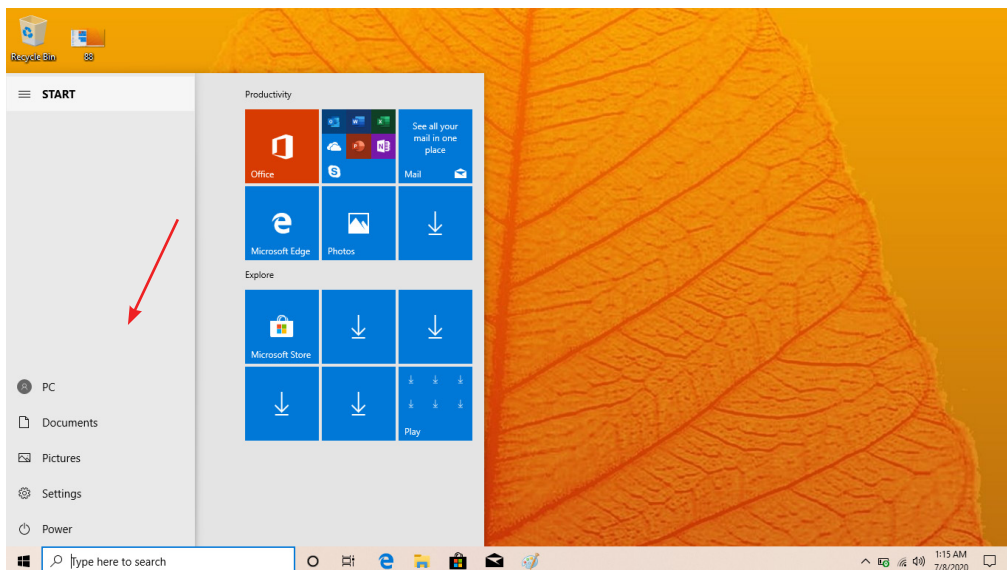 Recycle Bin
88
START
PC
Documents
Pictures
Settings
Power
Productivity
Office
See all your
mail in one
place
Mail
Microsoft Edge
Photos
Explore
Microsoft Store
Play
Type here to search
1:15 AM
7/8/2020